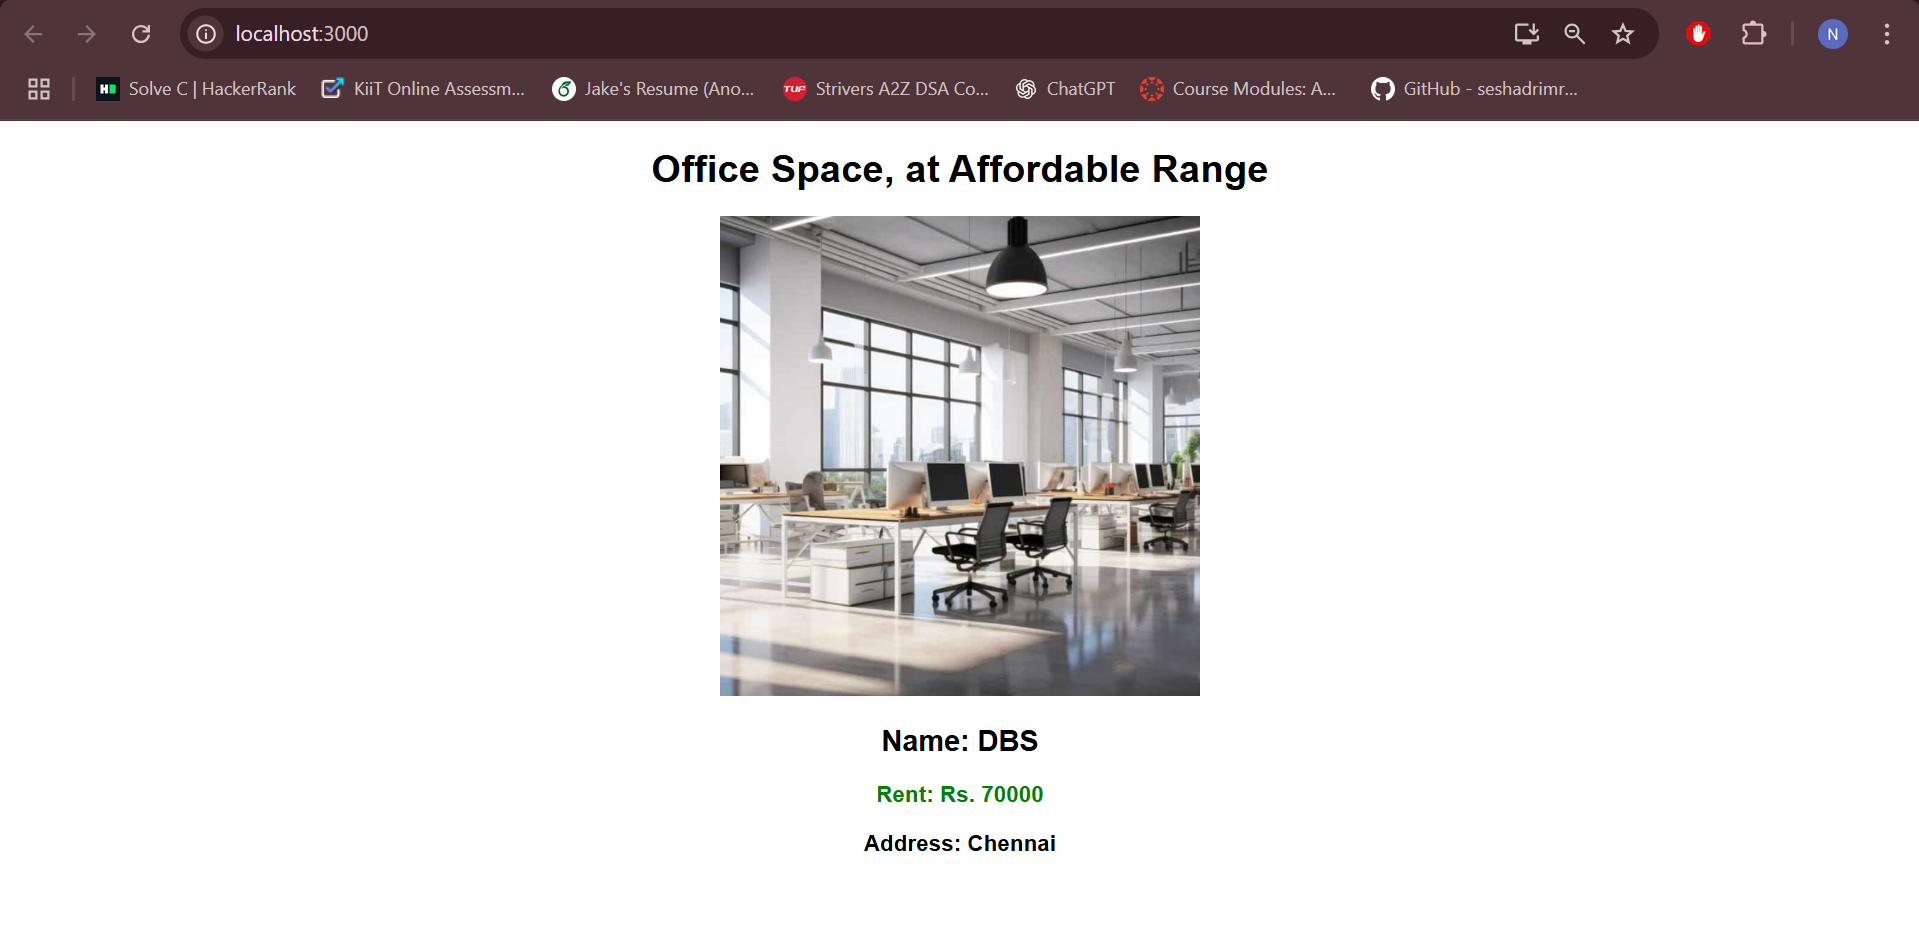 localhost:3000
N
Solve C | HackerRank
KiiT Online Assessm...
Jake's Resume (Ano...
TUF
Strivers A2Z DSA Co...
ChatGPT
Course Modules: A...
GitHub - seshadrimr...
Office Space, at Affordable Range
Name: DBS
Rent: Rs. 70000
Address: Chennai